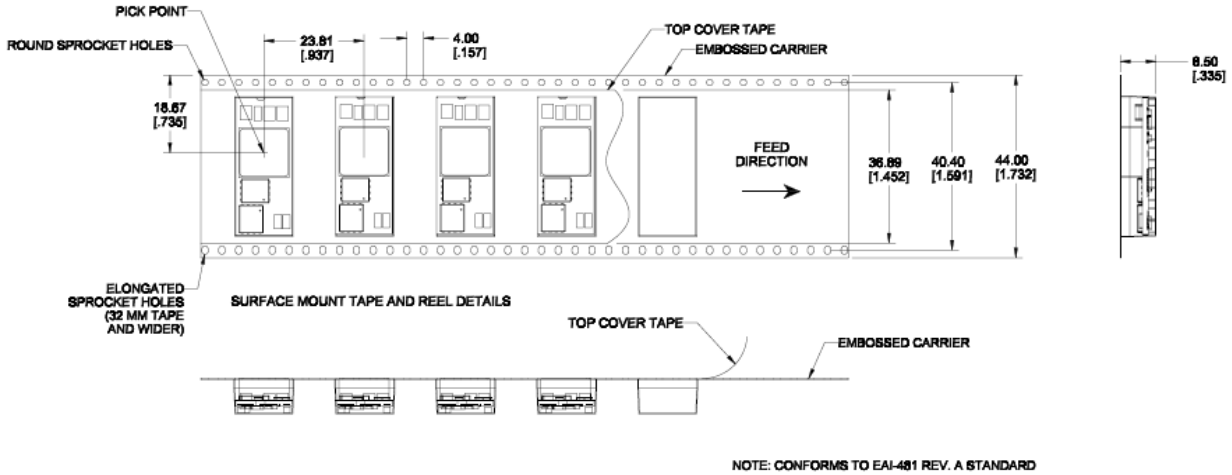 PICK POINT
ROUND SPROCKET HOLES
23.81
[.937]
4.00
[.157]
TOP COVER TAPE
EMBOSSED CARRIER
18.67
[.735]
FEED
DIRECTION
36.89
[1.452]
40.40
[1.591]
44.00
[1.732]
8.50
[.335]
ELONGATED
SPROCKET HOLES
(32 MM TAPE
AND WIDER)
SURFACE MOUNT TAPE AND REEL DETAILS
TOP COVER TAPE
EMBOSSED CARRIER
NOTE: CONFORMS TO EAI-481 REV. A STANDARD